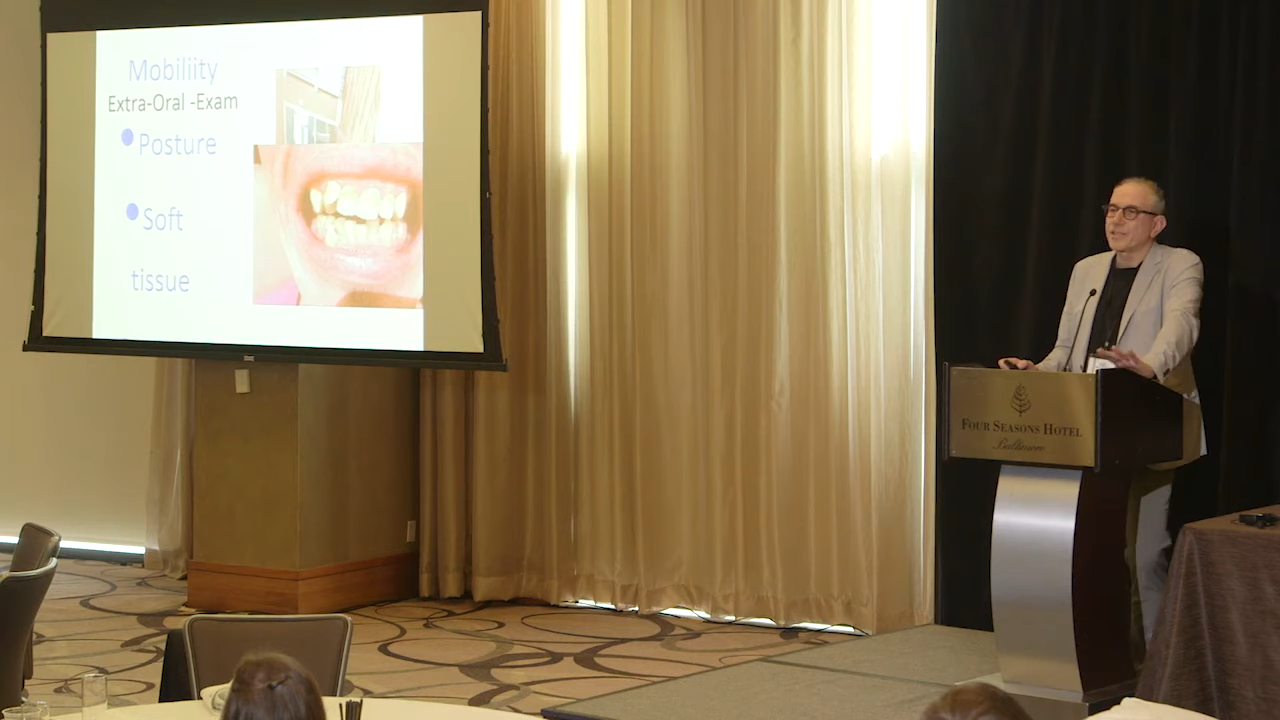 Mobiliity
Extra-Oral -Exam
Posture
Soft
tissue
FOUR SEASONS HOTEL
Baltimore